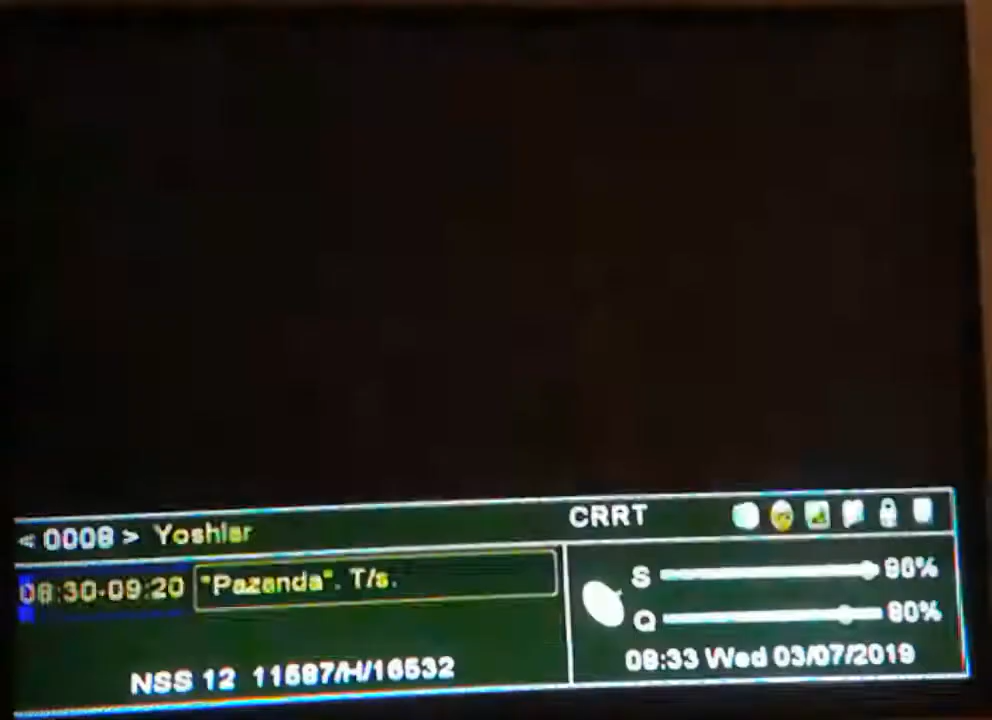 < 0008 > Yoshlar
CRRT
08:30-09:20 "Pazanda". T/s.
S 96%
Q 80%
NSS 12 11587/H/16532
08:33 Wed 03/07/2019